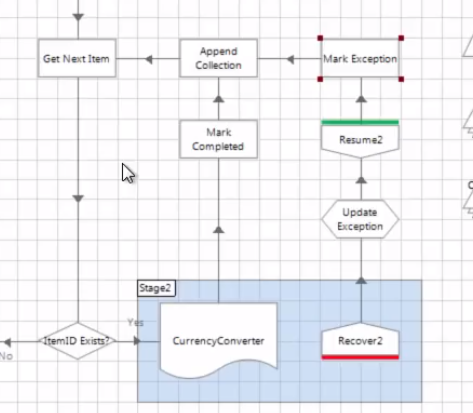 Get Next Item
Append
Collection
Mark Exception
Mark
Completed
Resume2
Update
Exception
Stage2
Yes
ItemID Exists?
CurrencyConverter
Recover2
No